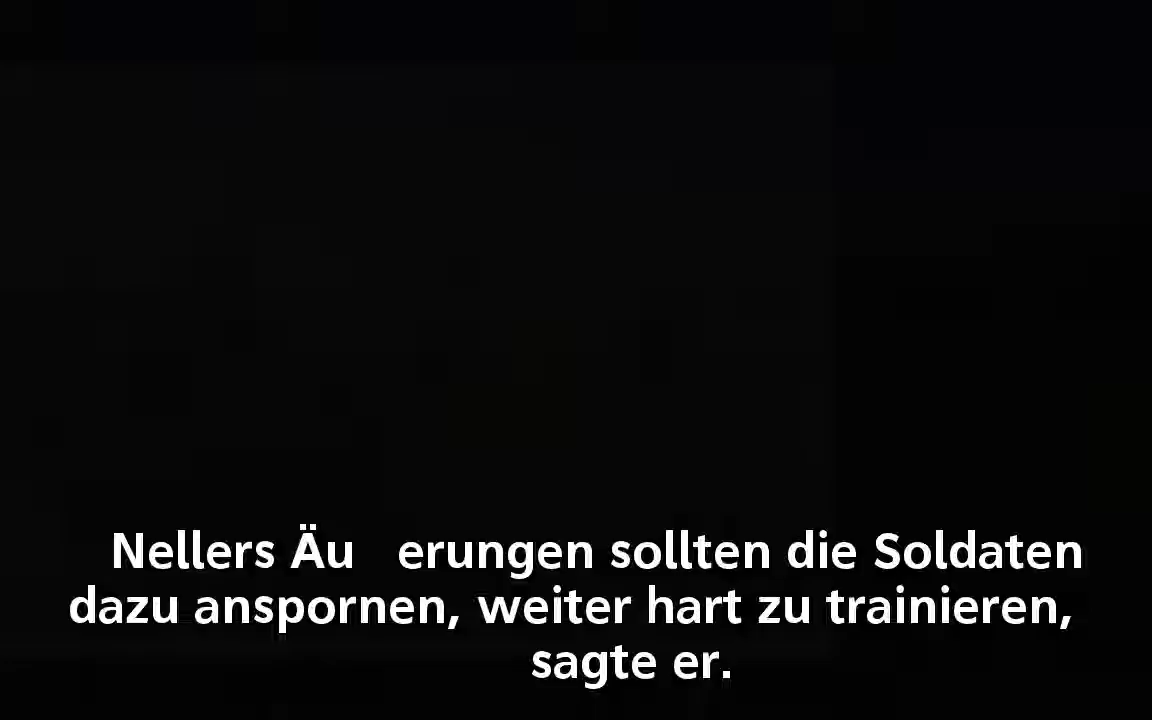 Nellers Äu   erungen sollten die Soldaten
dazu anspornen, weiter hart zu trainieren,
sagte er.